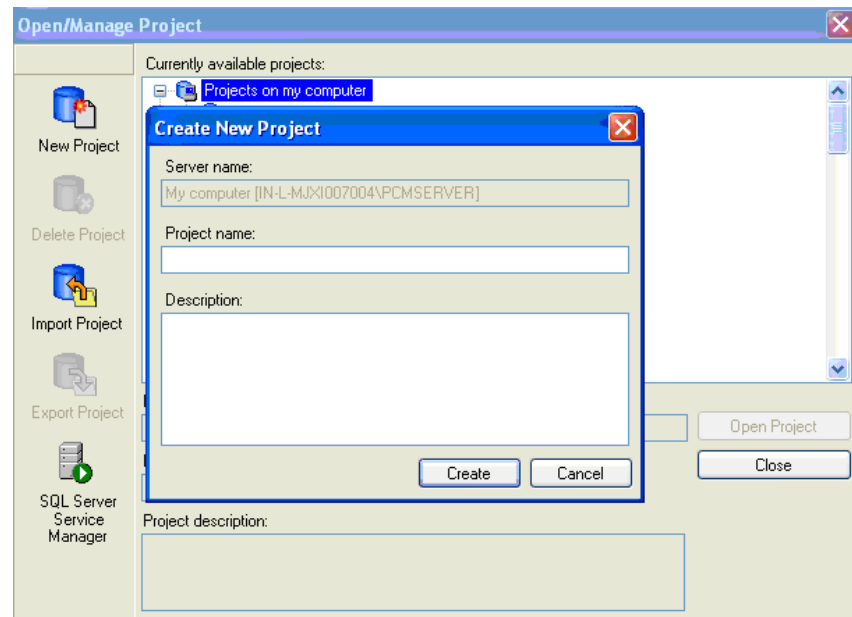 Open/Manage Project
Currently available projects:
Projects on my computer
New Project
Delete Project
Import Project
Export Project
SQL Server
Service
Manager
Create New Project
Server name:
My computer [IN-L-MJXI007004\PCMSERVER]
Project name:
Description:
Create
Cancel
Open Project
Close
Project description: